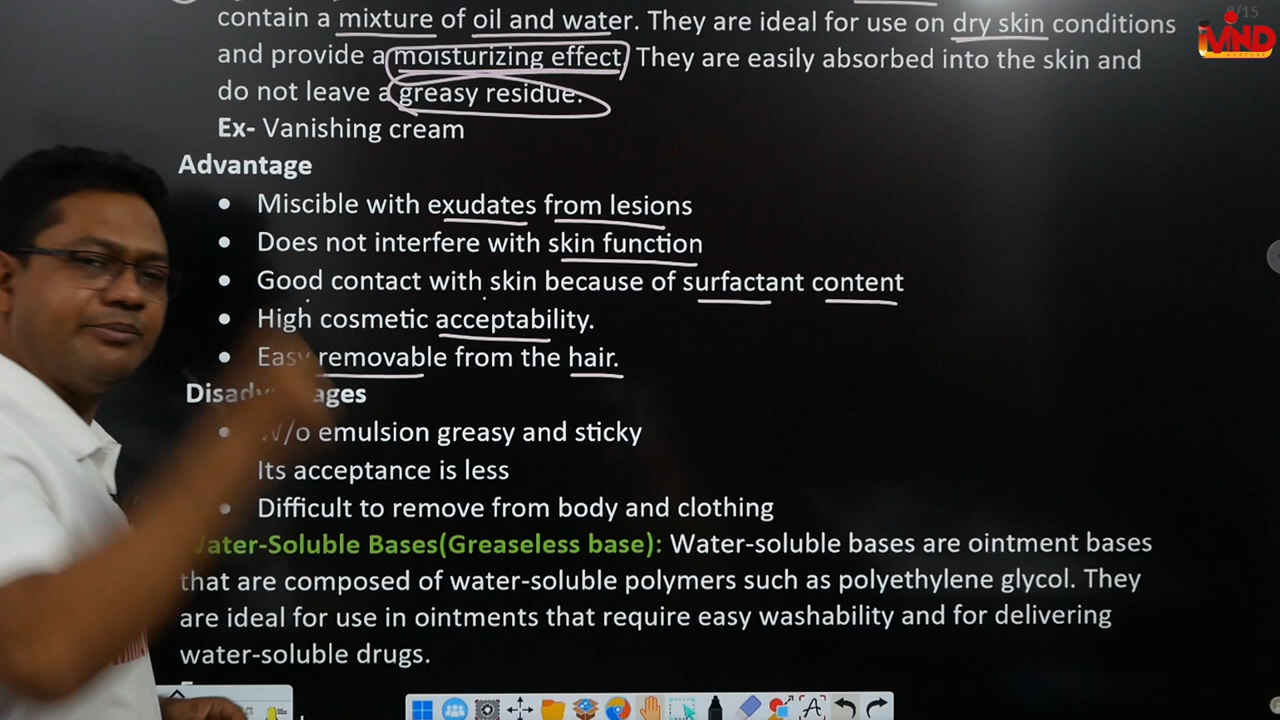 contain a mixture of oil and water. They are ideal for use on dry skin conditions
and provide a moisturizing effect. They are easily absorbed into the skin and
do not leave a greasy residue.
Ex- Vanishing cream
Advantage
• Miscible with exudates from lesions
• Does not interfere with skin function
• Good contact with skin because of surfactant content
• High cosmetic acceptability.
• Easy removable from the hair.
• W/o emulsion greasy and sticky
Its acceptance is less
• Difficult to remove from body and clothing
Water-Soluble Bases(Greaseless base): Water-soluble bases are ointment bases
that are composed of water-soluble polymers such as polyethylene glycol. They
are ideal for use in ointments that require easy washability and for delivering
water-soluble drugs.